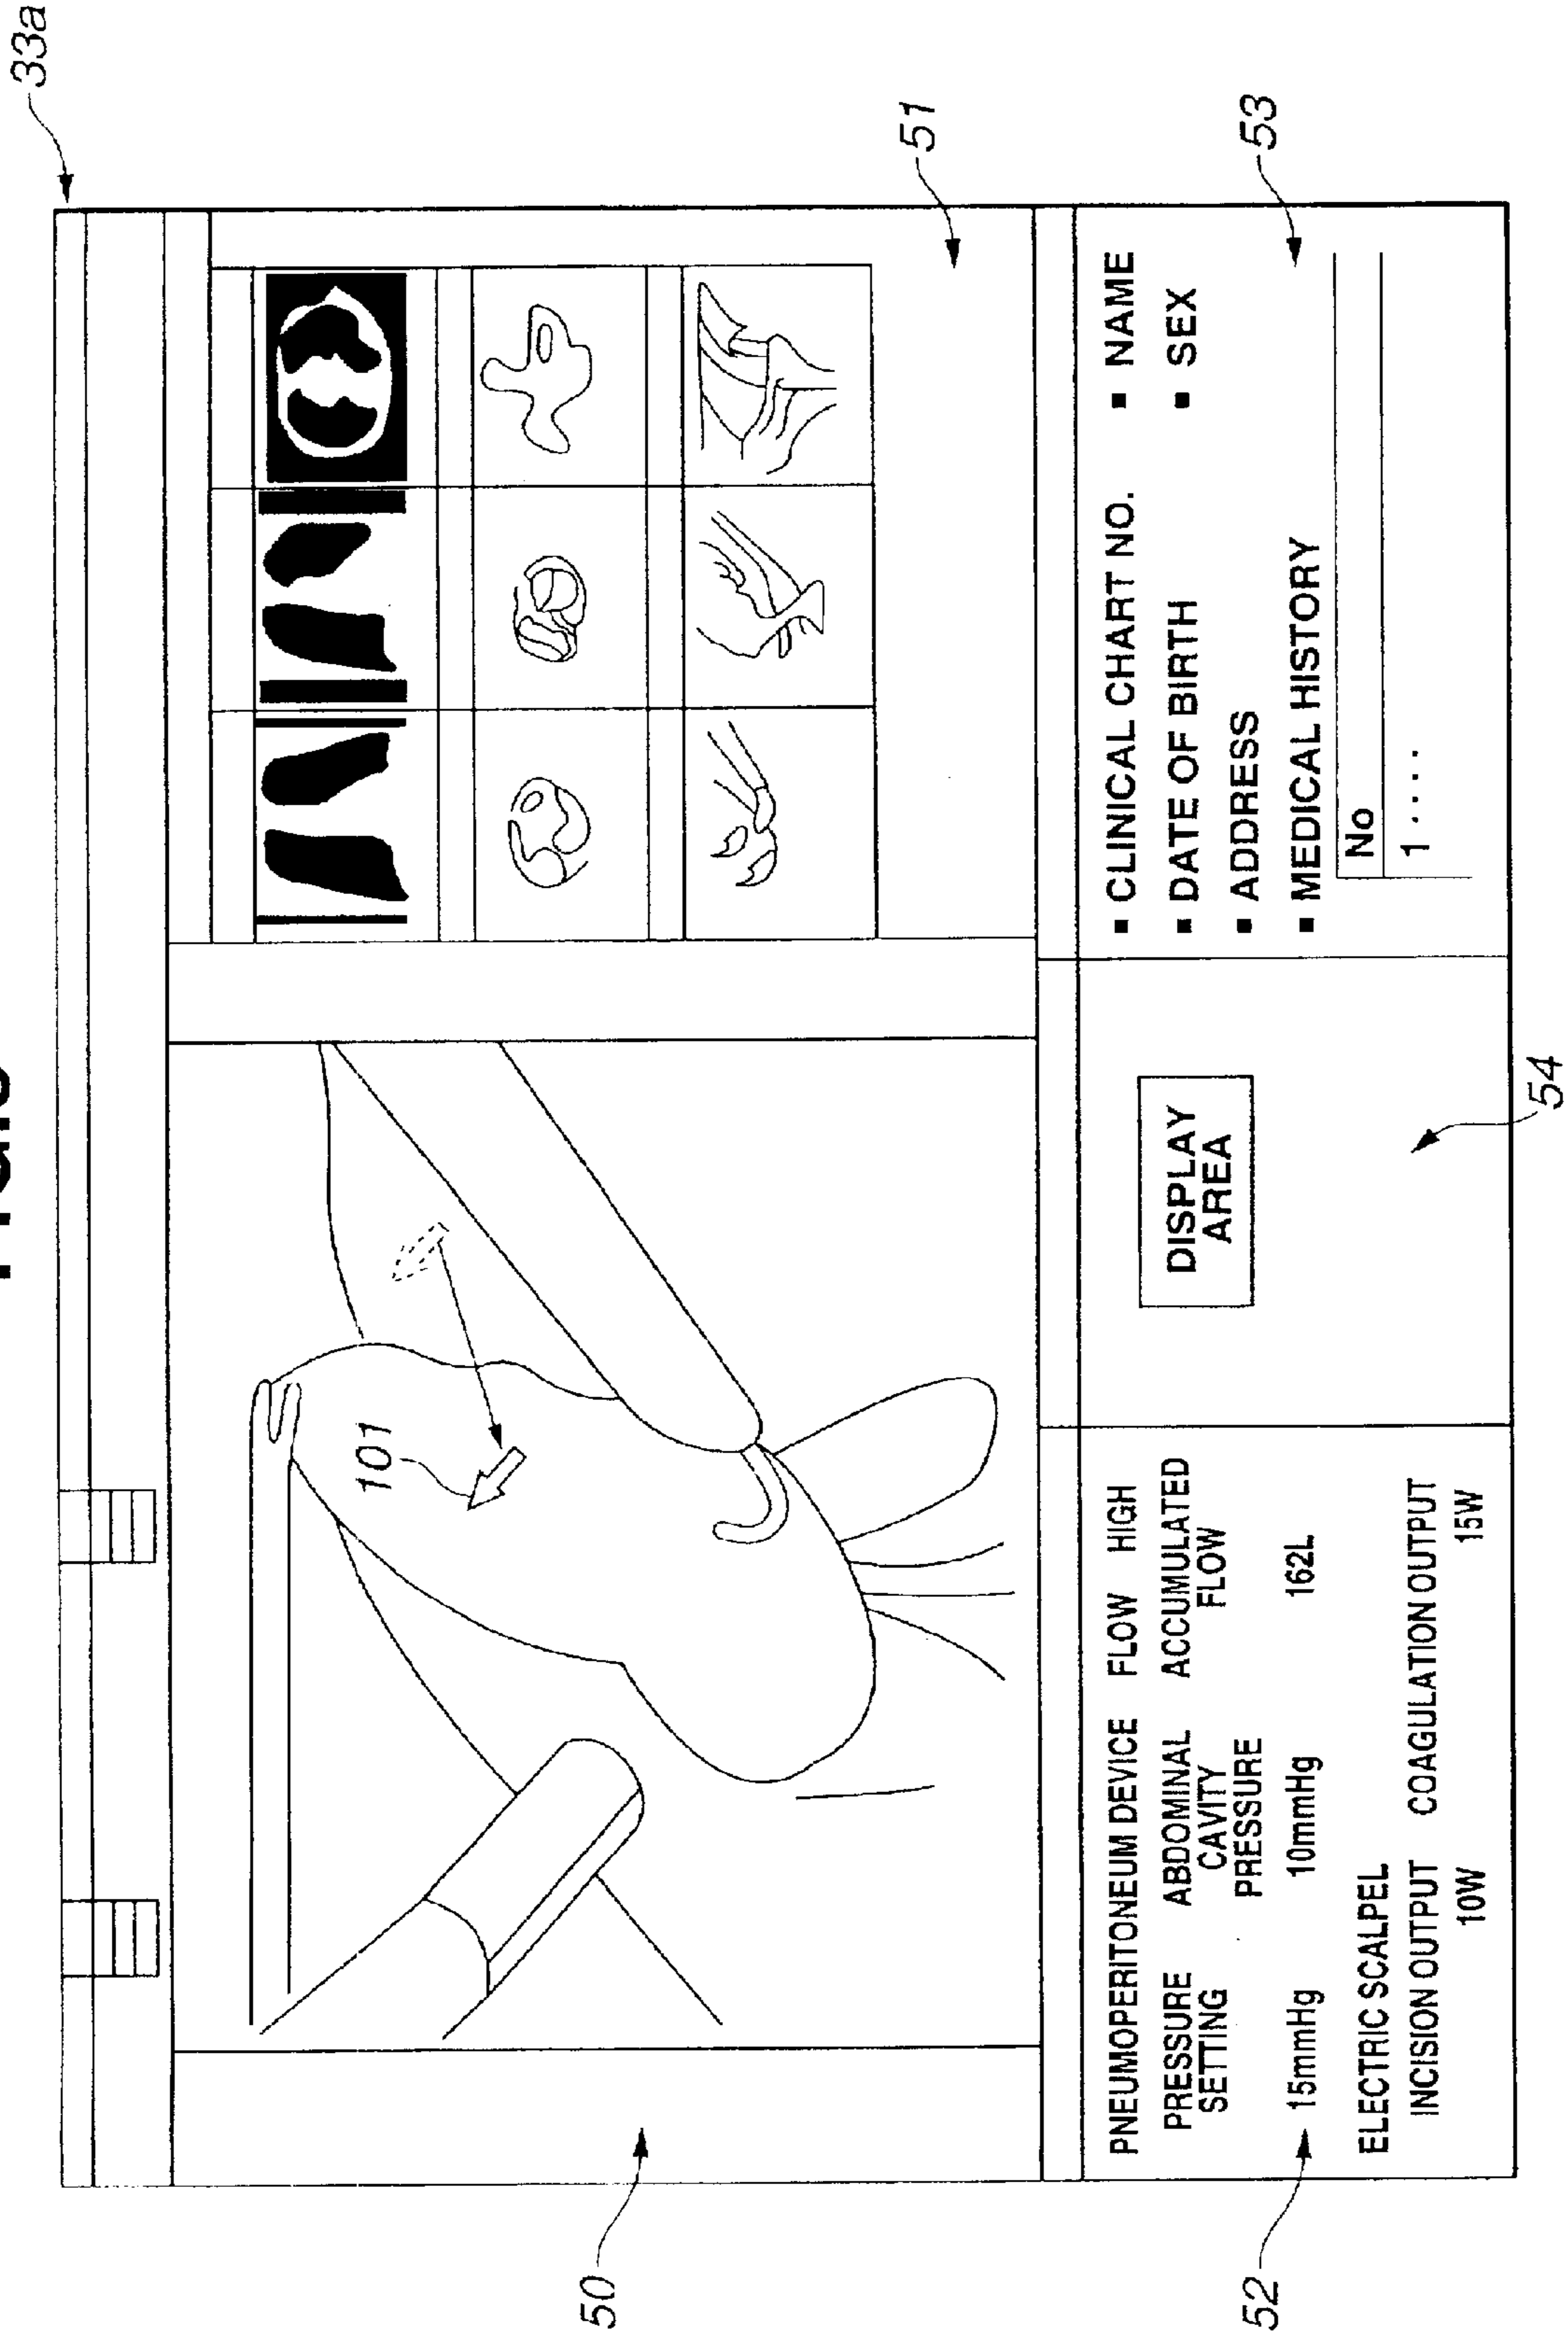 33a
50
101
51
PNEUMOPERITONEUM DEVICE FLOW HIGH
PRESSURE SETTING
ABDOMINAL CAVITY PRESSURE
ACCUMULATED FLOW
15mmHg 10mmHg 162L
ELECTRIC SCALPEL
INCISION OUTPUT COAGULATION OUTPUT
10W 15W
52
DISPLAY
AREA
54
▪ CLINICAL CHART NO. ▪ NAME
▪ DATE OF BIRTH ▪ SEX
▪ ADDRESS
▪ MEDICAL HISTORY
No
1 ....
53